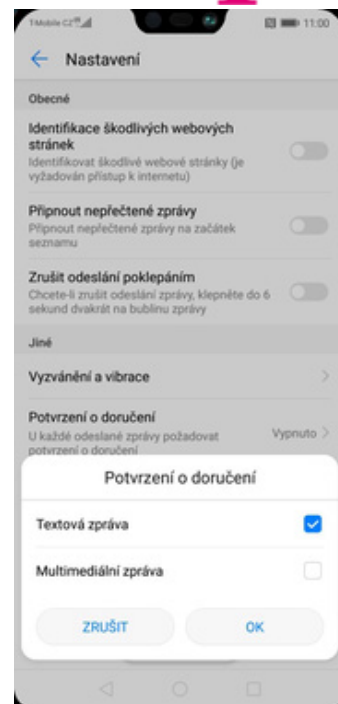 T-Mobile CZ
11:00
Nastavení
Obecné
Identifikace škodlivých webových
stránek
Identifikovat škodlivé webové stránky (je
vyžadován přístup k internetu)
Připnout nepřečtené zprávy
Připnout nepřečtené zprávy na začátek
seznamu
Zrušit odeslání poklepáním
Chcete-li zrušit odeslání zprávy, klepněte do 6
sekund dvakrát na bublinu zprávy
Jiné
Vyzvánění a vibrace
Potvrzení o doručení
U každé odeslané zprávy požadovat
potvrzení o doručení
Vypnuto
Potvrzení o doručení
Textová zpráva
Multimediální zpráva
ZRUŠIT
OK